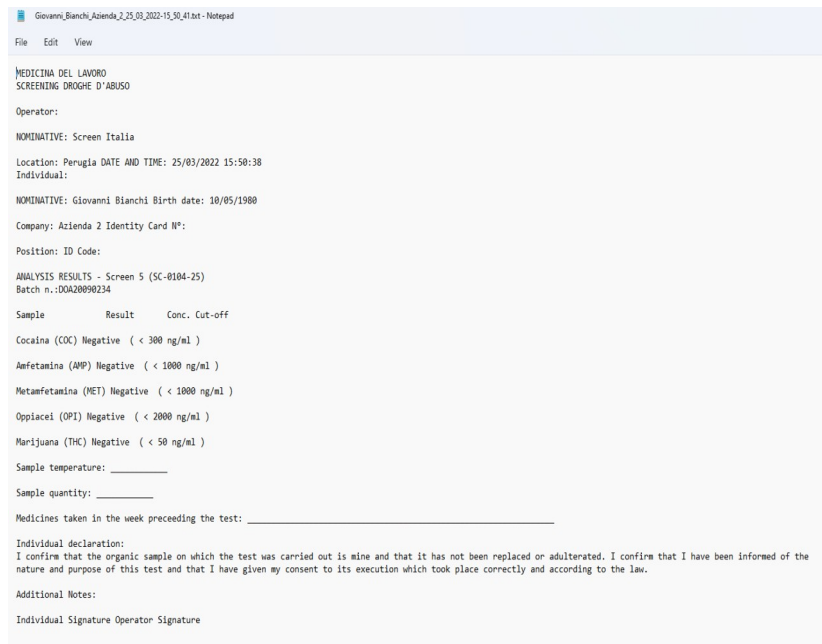 Giovanni_Bianchi_Azienda_2_25_03_2022-15_50_41.txt - Notepad
File Edit View
MEDICINA DEL LAVORO
SCREENING DROGHE D'ABUSO
Operator:
NOMINATIVE: Screen Italia
Location: Perugia DATE AND TIME: 25/03/2022 15:50:38
Individual:
NOMINATIVE: Giovanni Bianchi Birth date: 10/05/1980
Company: Azienda 2 Identity Card Nº:
Position: ID Code:
ANALYSIS RESULTS - Screen 5 (SC-0104-25)
Batch n.:DOA20090234
Sample Result Conc. Cut-off
Cocaina (COC) Negative ( < 300 ng/ml )
Amfetamina (AMP) Negative ( < 1000 ng/ml )
Metamfetamina (MET) Negative ( < 1000 ng/ml )
Oppiacei (OPI) Negative ( < 2000 ng/ml )
Marijuana (THC) Negative ( < 50 ng/ml )
Sample temperature: ___________
Sample quantity: ___________
Medicines taken in the week preceeding the test: ___________________________________________________________
Individual declaration:
I confirm that the organic sample on which the test was carried out is mine and that it has not been replaced or adulterated. I confirm that I have been informed of the
nature and purpose of this test and that I have given my consent to its execution which took place correctly and according to the law.
Additional Notes:
Individual Signature Operator Signature